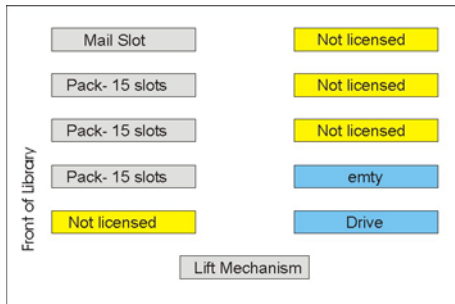 Mail Slot
Not licensed
Pack- 15 slots
Not licensed
Pack- 15 slots
Not licensed
Pack- 15 slots
emty
Not licensed
Drive
Lift Mechanism
Front of Library